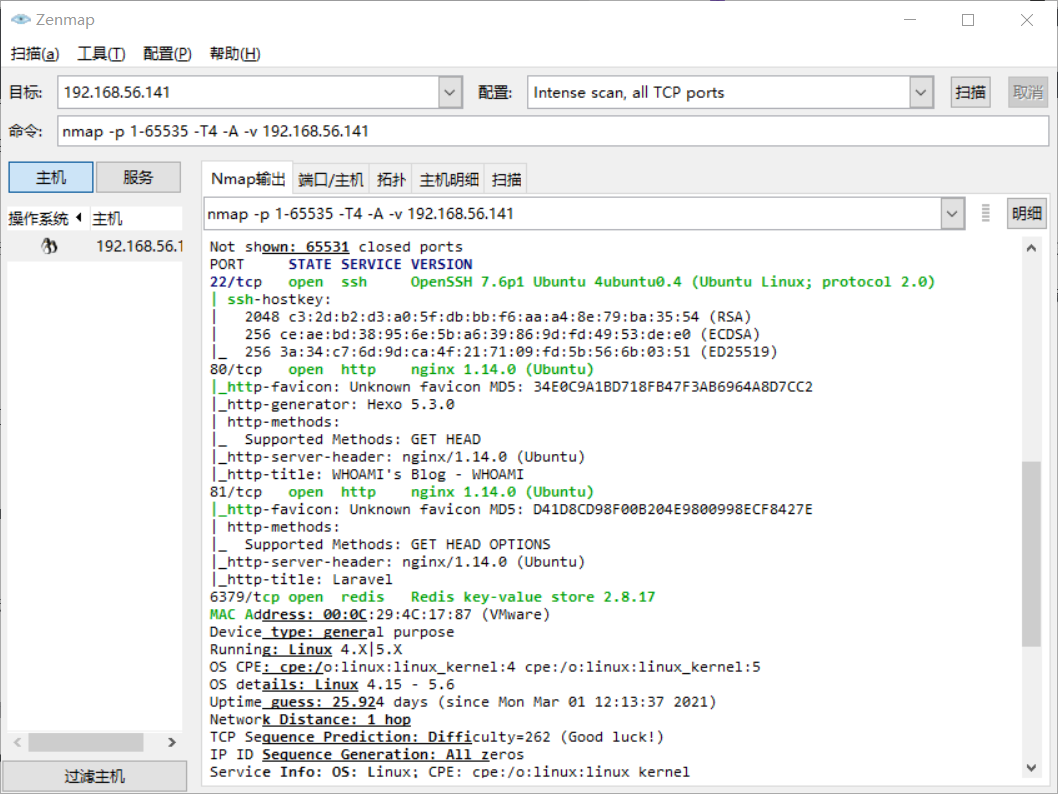 Zenmap
扫描(a) 工具(T) 配置(P) 帮助(H)
目标: 192.168.56.141 配置: Intense scan, all TCP ports 扫描 取消
命令: nmap -p 1-65535 -T4 -A -v 192.168.56.141
主机 服务 Nmap输出 端口/主机 拓扑 主机明细 扫描
操作系统 主机
192.168.56.1
nmap -p 1-65535 -T4 -A -v 192.168.56.141 明细
Not shown: 65531 closed ports
PORT STATE SERVICE VERSION
22/tcp open ssh OpenSSH 7.6p1 Ubuntu 4ubuntu0.4 (Ubuntu Linux; protocol 2.0)
| ssh-hostkey:
| 2048 c3:2d:b2:d3:a0:5f:db:bb:f6:aa:a4:8e:79:ba:35:54 (RSA)
| 256 ce:ae:bd:38:95:6e:5b:a6:39:86:9d:fd:49:53:de:e0 (ECDSA)
|_ 256 3a:34:c7:6d:9d:ca:4f:21:71:09:fd:5b:56:6b:03:51 (ED25519)
80/tcp open http nginx 1.14.0 (Ubuntu)
|_http-favicon: Unknown favicon MD5: 34E0C9A1BD718FB47F3AB6964A8D7CC2
|_http-generator: Hexo 5.3.0
| http-methods:
|_ Supported Methods: GET HEAD
|_http-server-header: nginx/1.14.0 (Ubuntu)
|_http-title: WHOAMI's Blog - WHOAMI
81/tcp open http nginx 1.14.0 (Ubuntu)
|_http-favicon: Unknown favicon MD5: D41D8CD98F00B204E9800998ECF8427E
| http-methods:
|_ Supported Methods: GET HEAD OPTIONS
|_http-server-header: nginx/1.14.0 (Ubuntu)
|_http-title: Laravel
6379/tcp open redis Redis key-value store 2.8.17
MAC Address: 00:0C:29:4C:17:87 (VMware)
Device type: general purpose
Running: Linux 4.X|5.X
OS CPE: cpe:/o:linux:linux_kernel:4 cpe:/o:linux:linux_kernel:5
OS details: Linux 4.15 - 5.6
Uptime guess: 25.924 days (since Mon Mar 01 12:13:37 2021)
Network Distance: 1 hop
TCP Sequence Prediction: Difficulty=262 (Good luck!)
IP ID Sequence Generation: All zeros
Service Info: OS: Linux; CPE: cpe:/o:linux:linux_kernel
过滤主机